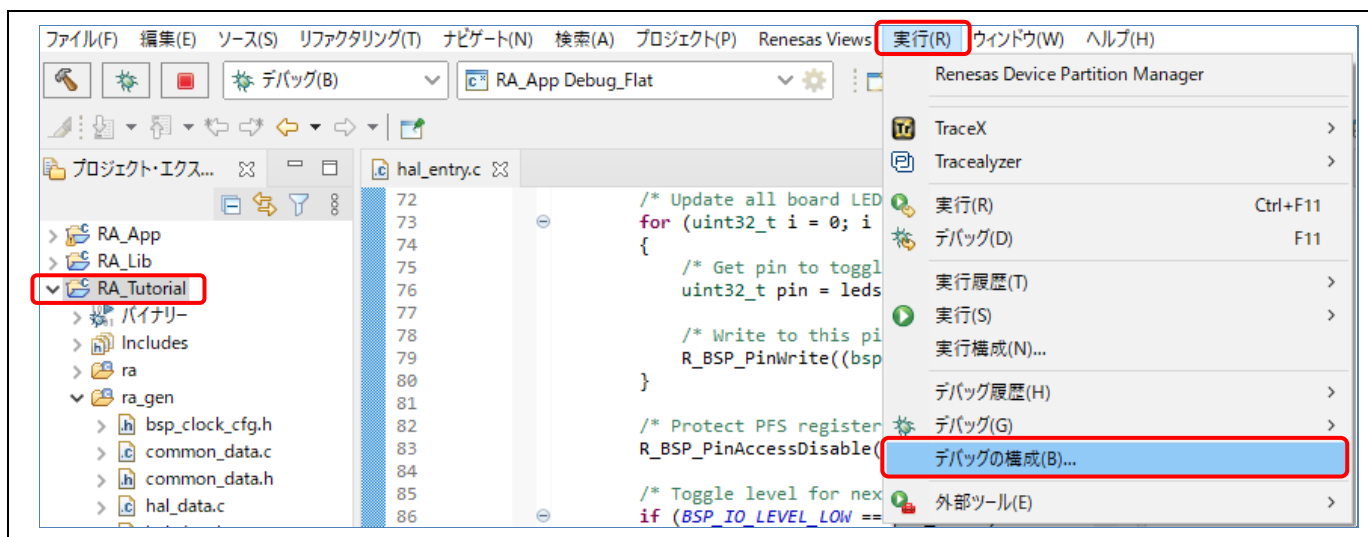 ファイル(F) 編集(E) ソース(S) リファクタリング(T) ナビゲート(N) 検索(A) プロジェクト(P) Renesas Views 実行(R) ウィンドウ(W) ヘルプ(H)
デバッグ(B) RA_App Debug_Flat
プロジェクト・エクス...
RA_App
RA_Lib
RA_Tutorial
バイナリー
Includes
ra
ra_gen
bsp_clock_cfg.h
common_data.c
common_data.h
hal_data.c
hal_entry.c
72 /* Update all board LED
73 for (uint32_t i = 0; i
74 {
75 /* Get pin to toggl
76 uint32_t pin = leds
77
78 /* Write to this pi
79 R_BSP_PinWrite((bsp
80 }
81
82 /* Protect PFS register
83 R_BSP_PinAccessDisable(
84
85 /* Toggle level for nex
86 if (BSP_IO_LEVEL_LOW ==
Renesas Device Partition Manager
TraceX
Tracealyzer
実行(R) Ctrl+F11
デバッグ(D) F11
実行履歴(T)
実行(S)
実行構成(N)...
デバッグ履歴(H)
デバッグ(G)
デバッグの構成(B)...
外部ツール(E)